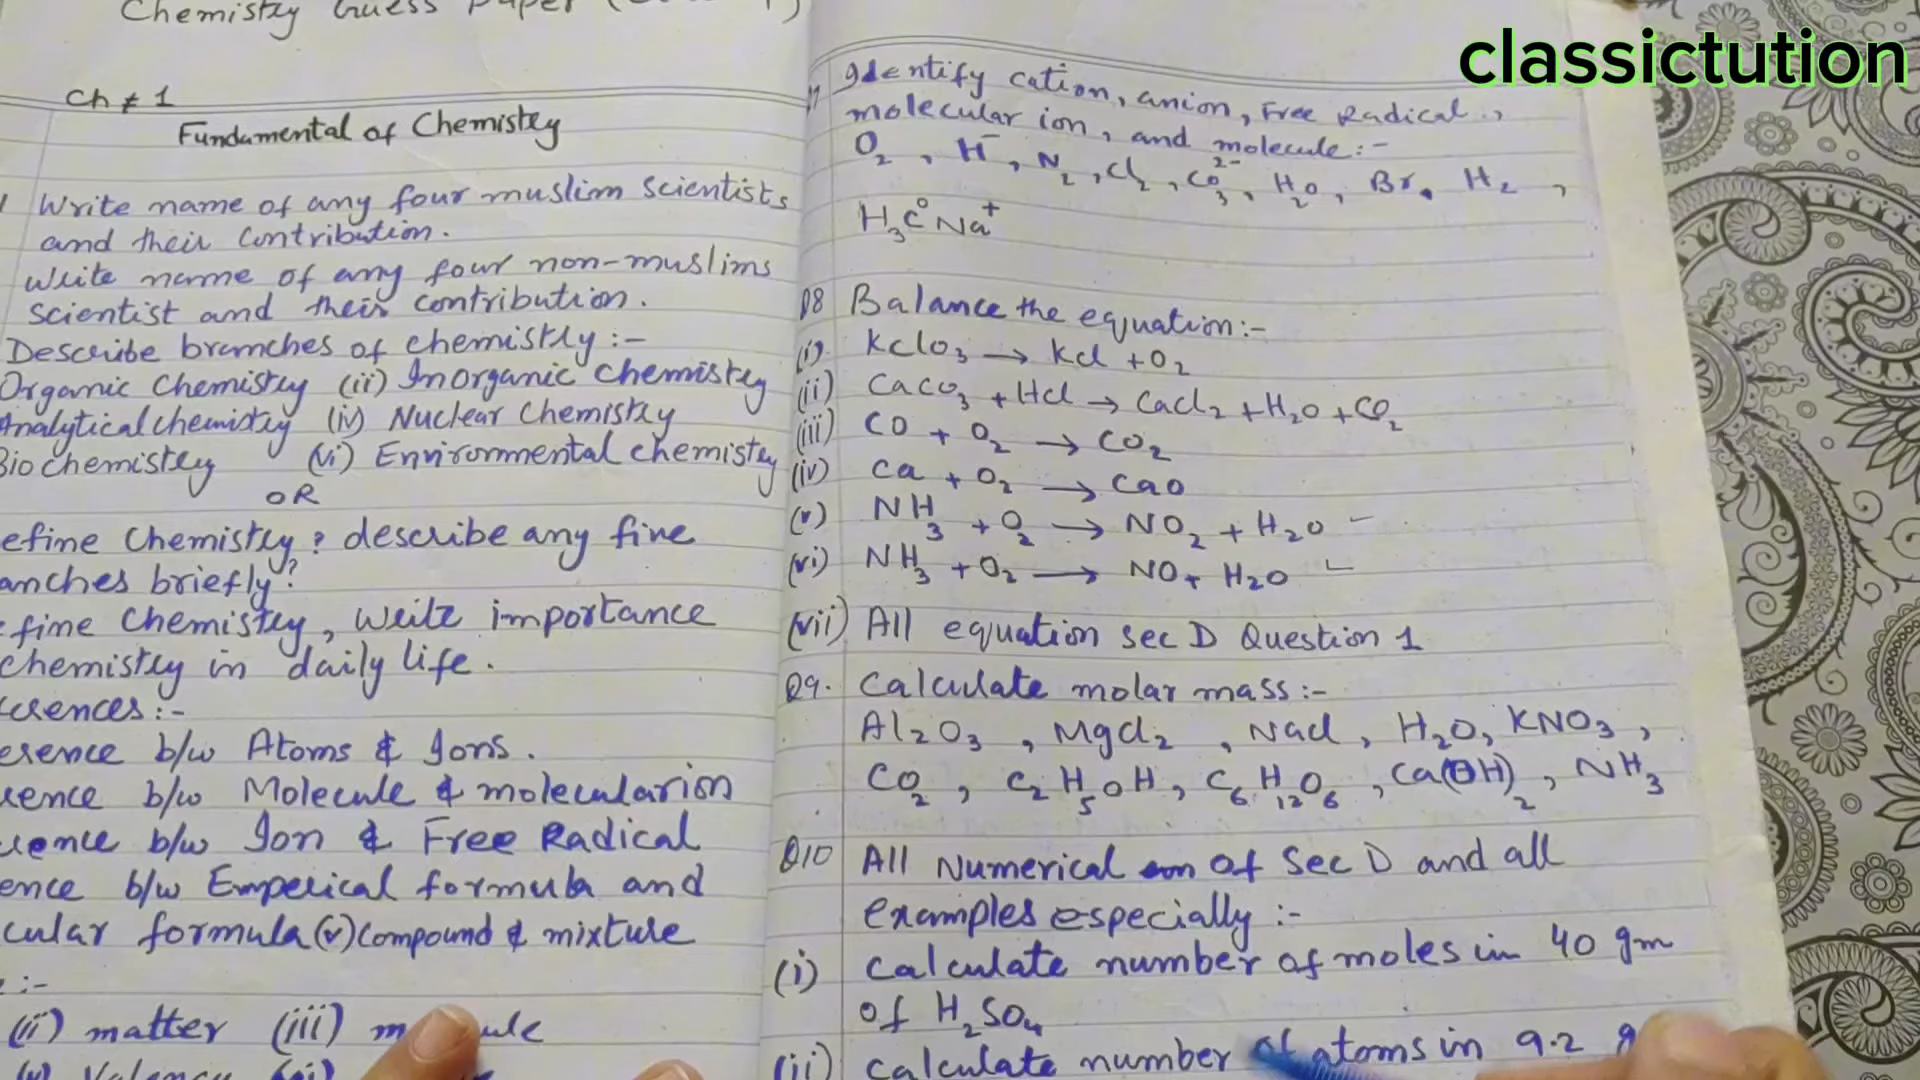 Chemistry Guess Paper
classictution
Ch # 1
Fundamental of Chemistry
Write name of any four muslim scientists
and their contribution.
Write name of any four non-muslims
scientist and their contribution.
Describe branches of chemistry :-
Organic Chemistry (ii) InOrganic chemistry
Analytical chemistry (iv) Nuclear Chemistry
Bio chemistry (vi) Environmental chemistry
OR
efine Chemistry? describe any five
anches briefly?
fine Chemistry, Write importance
chemistry in daily life.
erences :-
erence b/w Atoms & Ions.
rence b/w Molecule & molecularion
rence b/w Ion & Free Radical
ence b/w Emperical formula and
cular formula (v) Compound & mixture
:-
(ii) matter (iii) m ule
Identify cation, anion, Free Radical.,
molecular ion, and molecule:-
O₂, H⁻, N₂, Cl₂, CO₃²⁻, H₂O, Br, H₂,
H₃C° Na⁺
Q8 Balance the equation:-
(i) KClO₃ → KCl + O₂
(ii) CaCO₃ + HCl → CaCl₂ + H₂O + CO₂
(iii) CO + O₂ → CO₂
(iv) Ca + O₂ → CaO
(v) NH₃ + O₂ → NO₂ + H₂O
(vi) NH₃ + O₂ → NO + H₂O
(vii) All equation sec D Question 1
Q9. Calculate molar mass :-
Al₂O₃, MgCl₂, NaCl, H₂O, KNO₃,
CO₂, C₂H₅OH, C₆H₁₂O₆, Ca(OH)₂, NH₃
Q10 All Numerical of Sec D and all
examples especially :-
(i) Calculate number of moles in 40 gm
of H₂SO₄
(ii) Calculate number of atoms in 9.2 g